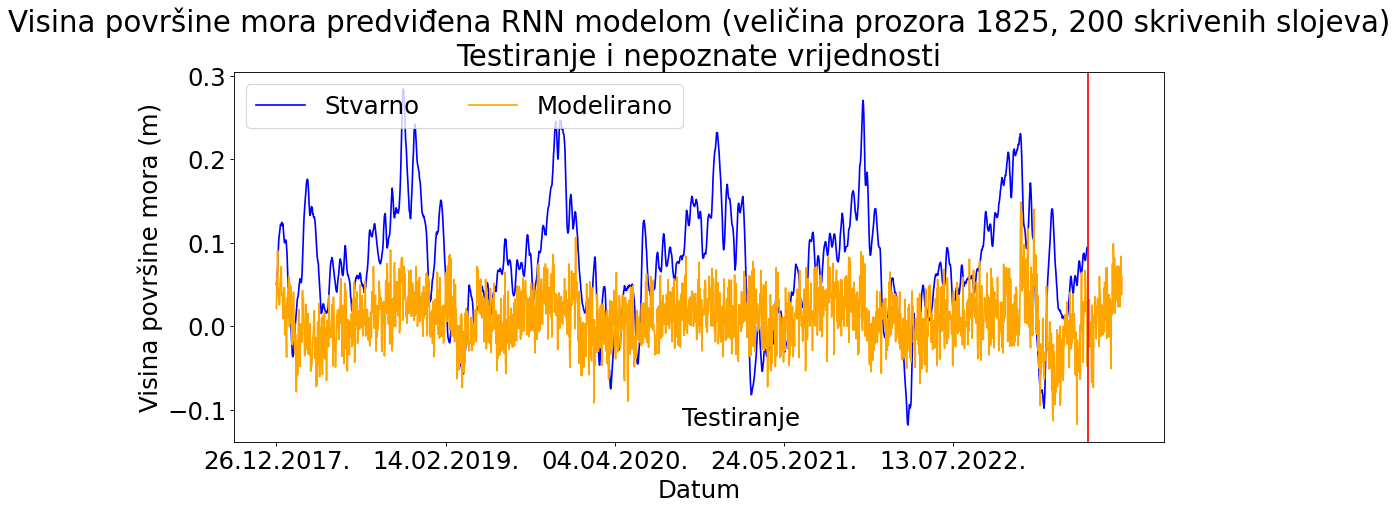 Visina površine mora predviđena RNN modelom (veličina prozora 1825, 200 skrivenih slojeva)
Testiranje i nepoznate vrijednosti
Stvarno
Modelirano
Visina površine mora (m)
0.3
0.2
0.1
0.0
−0.1
Testiranje
26.12.2017. 14.02.2019. 04.04.2020. 24.05.2021. 13.07.2022.
Datum